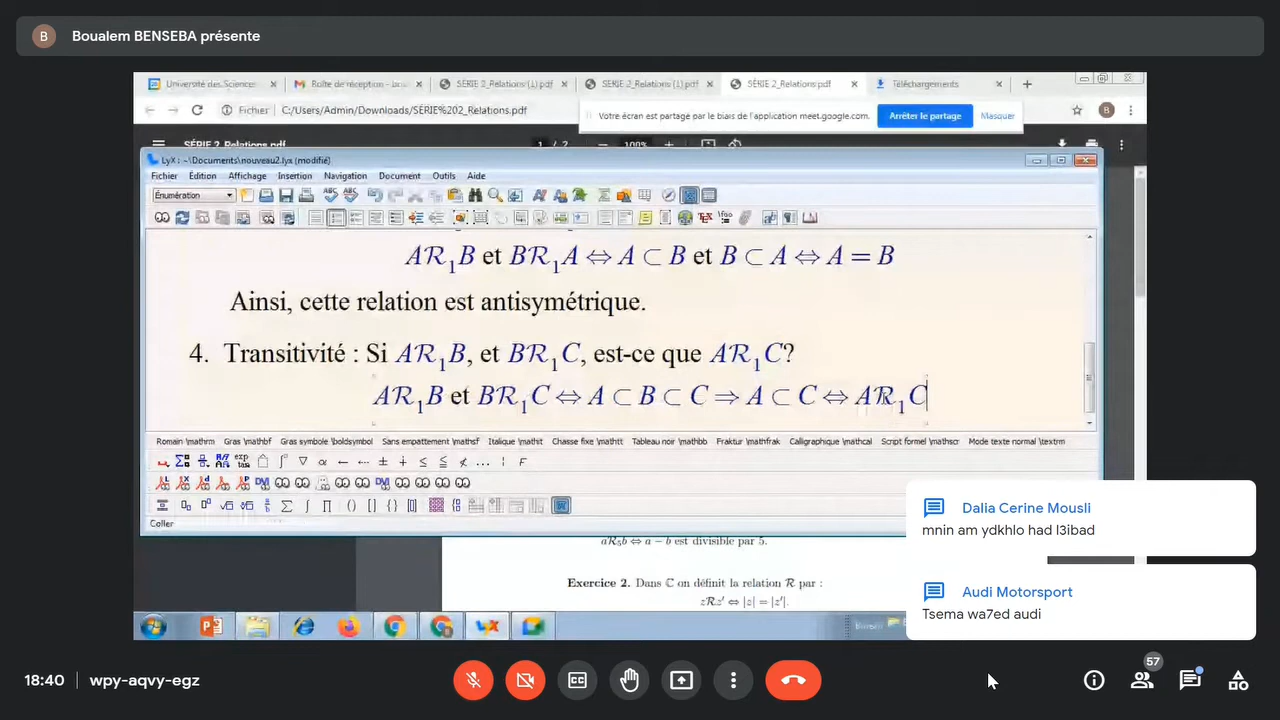 B Boualem BENSEBA présente
Université des Sciences
Boîte de réception
SÉRIE 2_Relations (1).pdf
SÉRIE 2_Relations (1).pdf
SÉRIE 2_Relations.pdf
Téléchargements
Fichier C:/Users/Admin/Downloads/SÉRIE%202_Relations.pdf
Votre écran est partagé par le biais de l'application meet.google.com. Arrêter le partage Masquer
SÉRIE 2_Relations.pdf 1 / 2 100%
LyX : ~\Documents\nouveau2.lyx (modifié)
Fichier Édition Affichage Insertion Navigation Document Outils Aide
Énumération
Aℛ₁B et Bℛ₁A ⇔ A ⊂ B et B ⊂ A ⇔ A = B
Ainsi, cette relation est antisymétrique.
4. Transitivité : Si Aℛ₁B, et Bℛ₁C, est-ce que Aℛ₁C?
Aℛ₁B et Bℛ₁C ⇔ A ⊂ B ⊂ C ⇒ A ⊂ C ⇔ Aℛ₁C
Romain \mathrm Gras \mathbf Gras symbole \boldsymbol Sans empattement \mathsf Italique \mathit Chasse fixe \mathtt Tableau noir \mathbb Fraktur \mathfrak Calligraphique \mathcal Script formel \mathscr Mode texte normal \textrm
Coller
aℛ₅b ⇔ a − b est divisible par 5.
Exercice 2. Dans ℂ on définit la relation ℛ par :
zℛz′ ⇔ |z| = |z′|.
Dalia Cerine Mousli
mnin am ydkhlo had l3ibad
Audi Motorsport
Tsema wa7ed audi
18:40 wpy-aqvy-egz
57